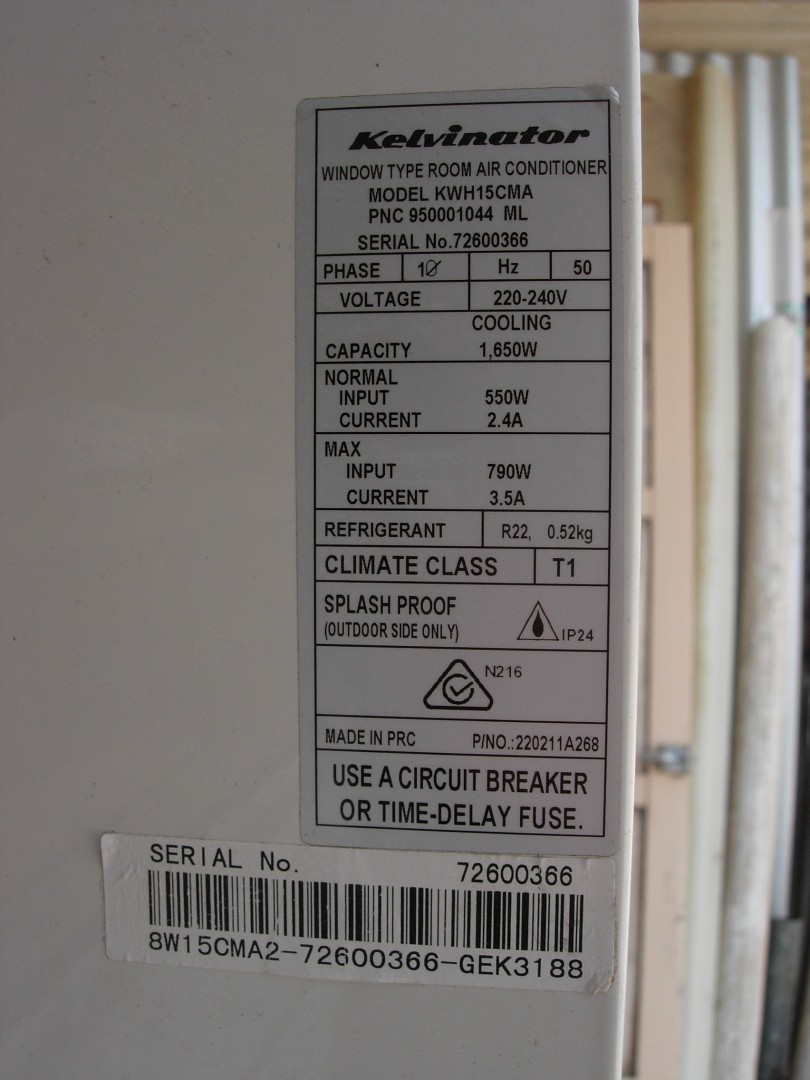 Kelvinator
WINDOW TYPE ROOM AIR CONDITIONER
MODEL KWH15CMA
PNC 950001044 ML
SERIAL No.72600366
PHASE 1Ø Hz 50
VOLTAGE 220-240V
COOLING
CAPACITY 1,650W
NORMAL
INPUT 550W
CURRENT 2.4A
MAX
INPUT 790W
CURRENT 3.5A
REFRIGERANT R22, 0.52kg
CLIMATE CLASS T1
SPLASH PROOF
(OUTDOOR SIDE ONLY) IP24
N216
MADE IN PRC P/NO.:220211A268
USE A CIRCUIT BREAKER
OR TIME-DELAY FUSE.
SERIAL No. 72600366
8W15CMA2-72600366-GEK3188